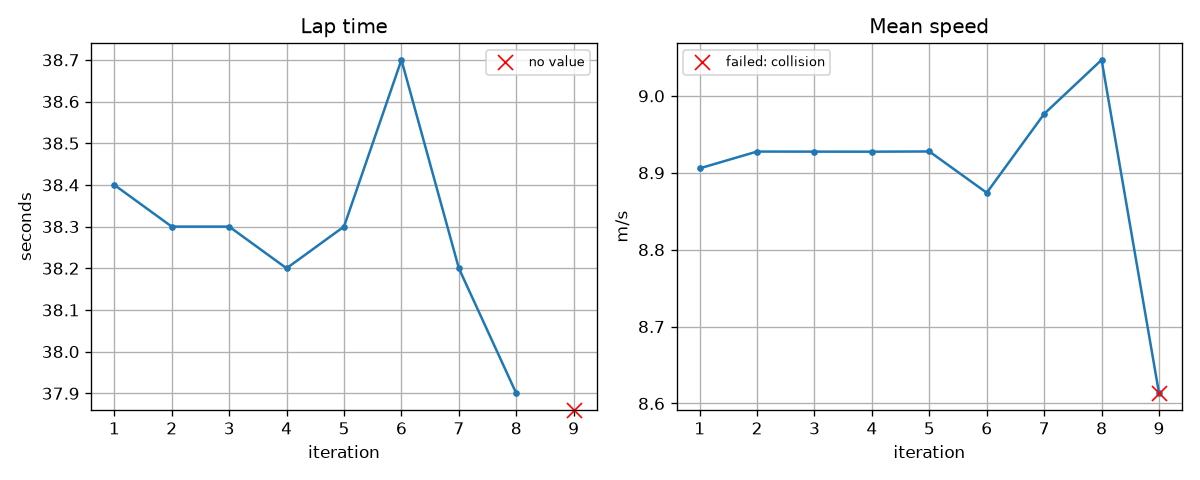 Lap time
38.7
38.6
38.5
38.4
38.3
38.2
38.1
38.0
37.9
seconds
no value
1 2 3 4 5 6 7 8 9
iteration
Mean speed
9.0
8.9
8.8
8.7
8.6
m/s
failed: collision
1 2 3 4 5 6 7 8 9
iteration